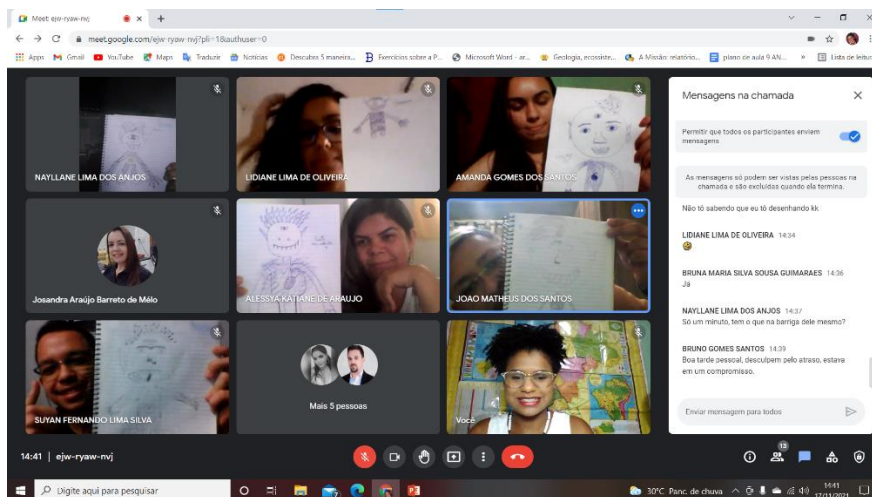 Meet: ejw-ryaw-nvj
meet.google.com/ejw-ryaw-nvj?pli=1&authuser=0
Apps Gmail YouTube Maps Traduzir Notícias Descubra 5 maneira... Exercícios sobre a P... Microsoft Word - ar... Geologia, ecossiste... A Missão: relatório... plano de aula 9 AN... » Lista de leitura
NAYLLANE LIMA DOS ANJOS
LIDIANE LIMA DE OLIVEIRA
AMANDA GOMES DOS SANTOS
Josandra Araújo Barreto de Mélo
ALESSYA KATIANE DE ARAUJO
JOAO MATHEUS DOS SANTOS
SUYAN FERNANDO LIMA SILVA
Mais 5 pessoas
Você
Mensagens na chamada
Permitir que todos os participantes enviem
mensagens
As mensagens só podem ser vistas pelas pessoas na
chamada e são excluídas quando ela termina.
Não tô sabendo que eu tô desenhando kk
LIDIANE LIMA DE OLIVEIRA 14:34
BRUNA MARIA SILVA SOUSA GUIMARAES 14:36
Já
NAYLLANE LIMA DOS ANJOS 14:37
Só um minuto, tem o que na barriga dele mesmo?
BRUNO GOMES SANTOS 14:39
Boa tarde pessoal, desculpem pelo atraso, estava
em um compromisso.
Enviar mensagem para todos
14:41 | ejw-ryaw-nvj
13
Digite aqui para pesquisar
30°C Panc. de chuva
14:41
17/11/2021